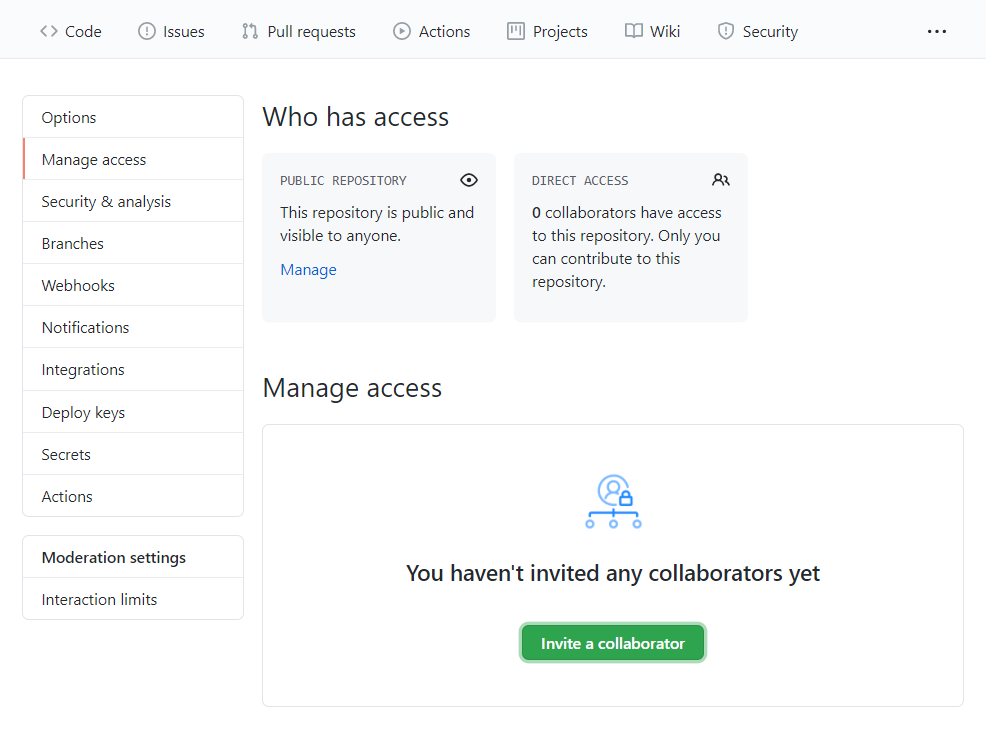 Code
Issues
Pull requests
Actions
Projects
Wiki
Security
Options
Manage access
Security & analysis
Branches
Webhooks
Notifications
Integrations
Deploy keys
Secrets
Actions
Moderation settings
Interaction limits
Who has access
PUBLIC REPOSITORY
This repository is public and
visible to anyone.
Manage
DIRECT ACCESS
0 collaborators have access
to this repository. Only you
can contribute to this
repository.
Manage access
You haven't invited any collaborators yet
Invite a collaborator